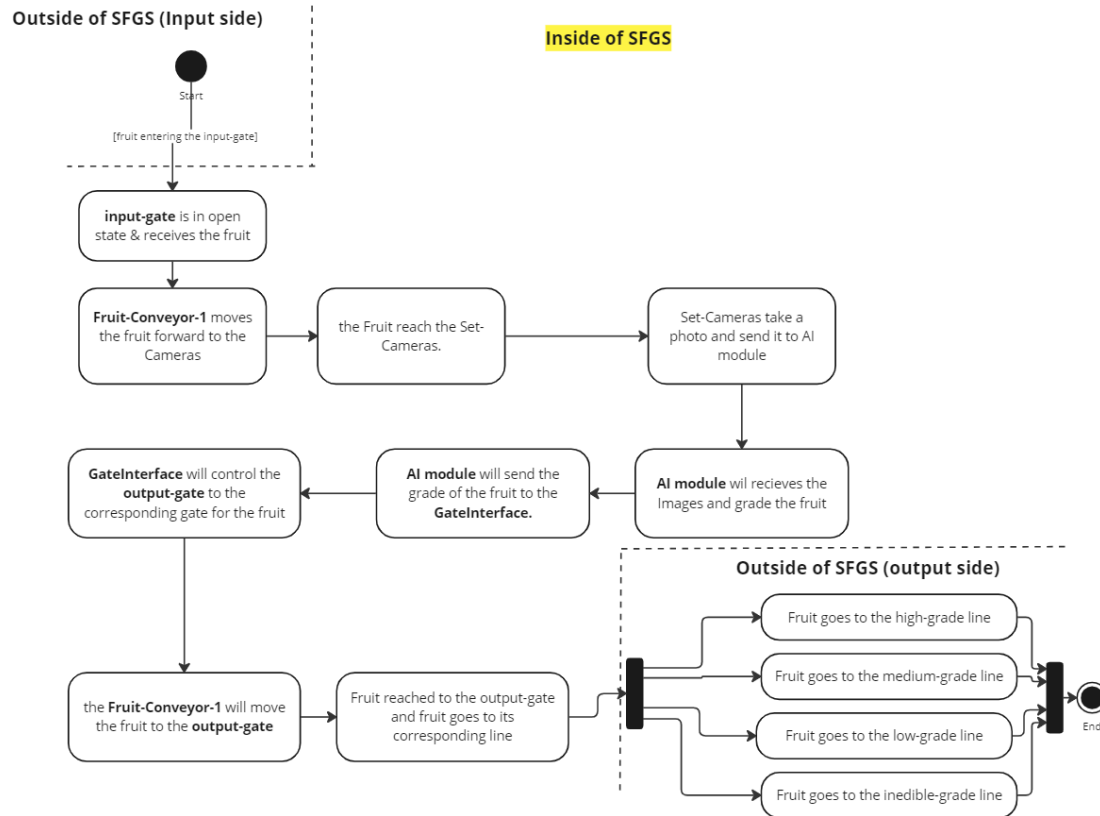 Outside of SFGS (Input side)
Inside of SFGS
Start
[fruit entering the input-gate]
input-gate is in open
state & receives the fruit
Fruit-Conveyor-1 moves
the fruit forward to the
Cameras
the Fruit reach the Set-
Cameras.
Set-Cameras take a
photo and send it to AI
module
GateInterface will control the
output-gate to the
corresponding gate for the fruit
AI module will send the
grade of the fruit to the
GateInterface.
AI module wil recieves the
Images and grade the fruit
Outside of SFGS (output side)
the Fruit-Conveyor-1 will move
the fruit to the output-gate
Fruit reached to the output-gate
and fruit goes to its
corresponding line
Fruit goes to the high-grade line
Fruit goes to the medium-grade line
Fruit goes to the low-grade line
Fruit goes to the inedible-grade line
End